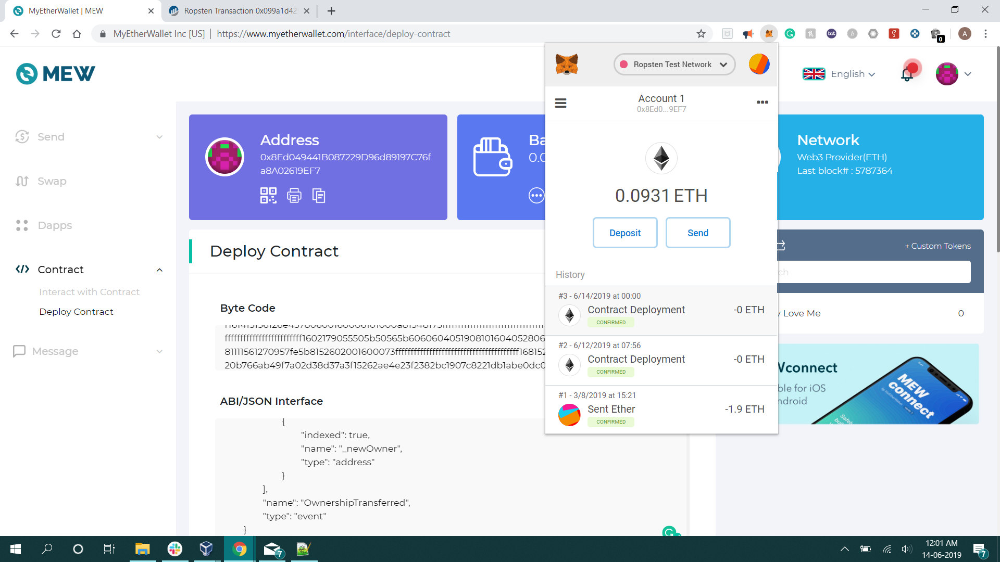 MyEtherWallet | MEW
Ropsten Transaction 0x099a1d42
MyEtherWallet Inc [US] | https://www.myetherwallet.com/interface/deploy-contract
bit
0
A
MEW
Ropsten Test Network
English
Account 1
0x8Ed0...9EF7
Send
Swap
Dapps
Contract
Interact with Contract
Deploy Contract
Message
Address
0x8Ed049441B087229D96d89197C76f
a8A02619EF7
Ba
0.0
Network
Web3 Provider(ETH)
Last block# : 5787364
0.0931 ETH
Deposit
Send
+ Custom Tokens
ch
Deploy Contract
History
#3 - 6/14/2019 at 00:00
Contract Deployment
-0 ETH
CONFIRMED
#2 - 6/12/2019 at 07:56
Contract Deployment
-0 ETH
CONFIRMED
#1 - 3/8/2019 at 15:21
Sent Ether
-1.9 ETH
CONFIRMED
y Love Me
0
Byte Code
81111561270957fe5b8152602001600073ffffffffffffffffffffffffffffffffffffffff168152
20b766ab49f7a02d38d37a3f15262ae4e23f2382bc1907c8221db1abe0dc0
ABI/JSON Interface
{
"indexed": true,
"name": "_newOwner",
"type": "address"
}
],
"name": "OwnershipTransferred",
"type": "event"
}
connect
ble for iOS
ndroid
MEW
connect
7
12:01 AM
14-06-2019
7